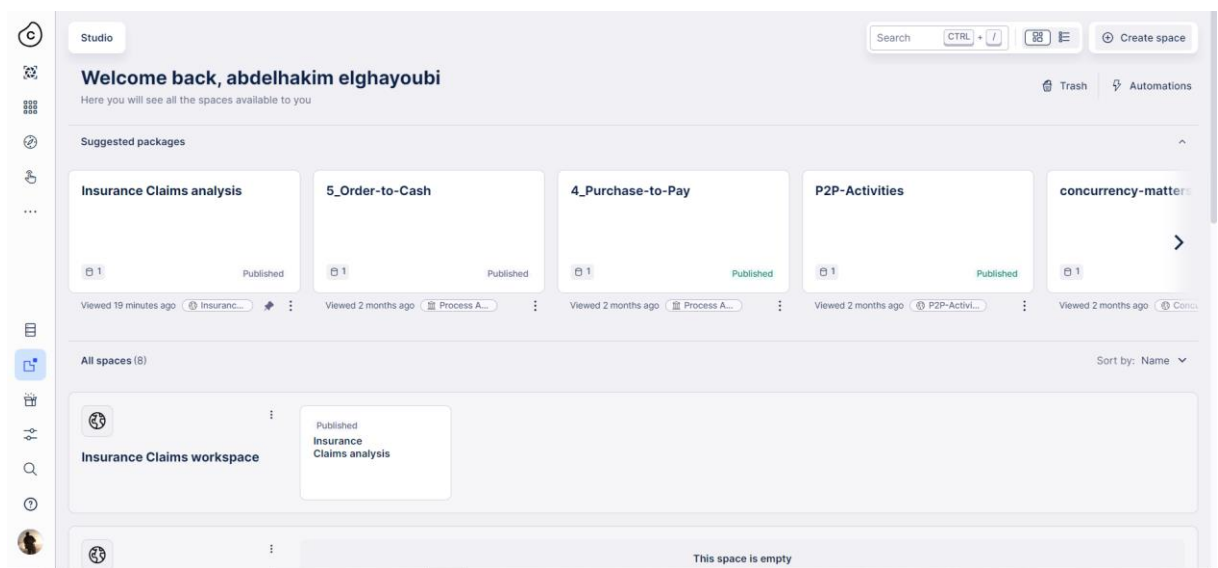 C
Studio
Search CTRL + /
Create space
Welcome back, abdelhakim elghayoubi
Here you will see all the spaces available to you
Trash
Automations
Suggested packages
Insurance Claims analysis
1
Published
Viewed 19 minutes ago
Insuranc...
5_Order-to-Cash
1
Published
Viewed 2 months ago
Process A...
4_Purchase-to-Pay
1
Published
Viewed 2 months ago
Process A...
P2P-Activities
1
Published
Viewed 2 months ago
P2P-Activi...
concurrency-matters
1
Viewed 2 months ago
Conc
All spaces (8)
Sort by: Name
Insurance Claims workspace
Published
Insurance
Claims analysis
This space is empty